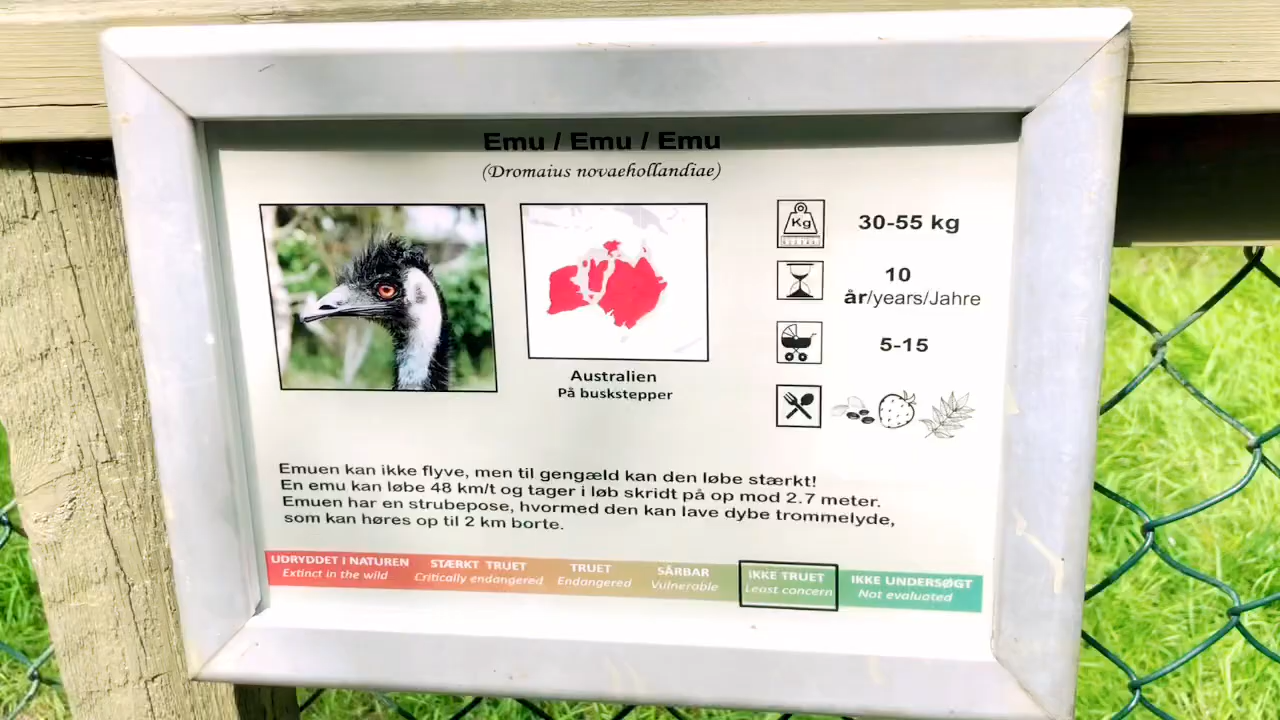 Emu / Emu / Emu
(Dromaius novaehollandiae)
Kg
30-55 kg
10
år/years/Jahre
5-15
Australien
På buskstepper
Emuen kan ikke flyve, men til gengæld kan den løbe stærkt!
En emu kan løbe 48 km/t og tager i løb skridt på op mod 2.7 meter.
Emuen har en strubepose, hvormed den kan lave dybe trommelyde,
som kan høres op til 2 km borte.
UDRYDDET I NATUREN
Extinct in the wild
STÆRKT TRUET
Critically endangered
TRUET
Endangered
SÅRBAR
Vulnerable
IKKE TRUET
Least concern
IKKE UNDERSØGT
Not evaluated